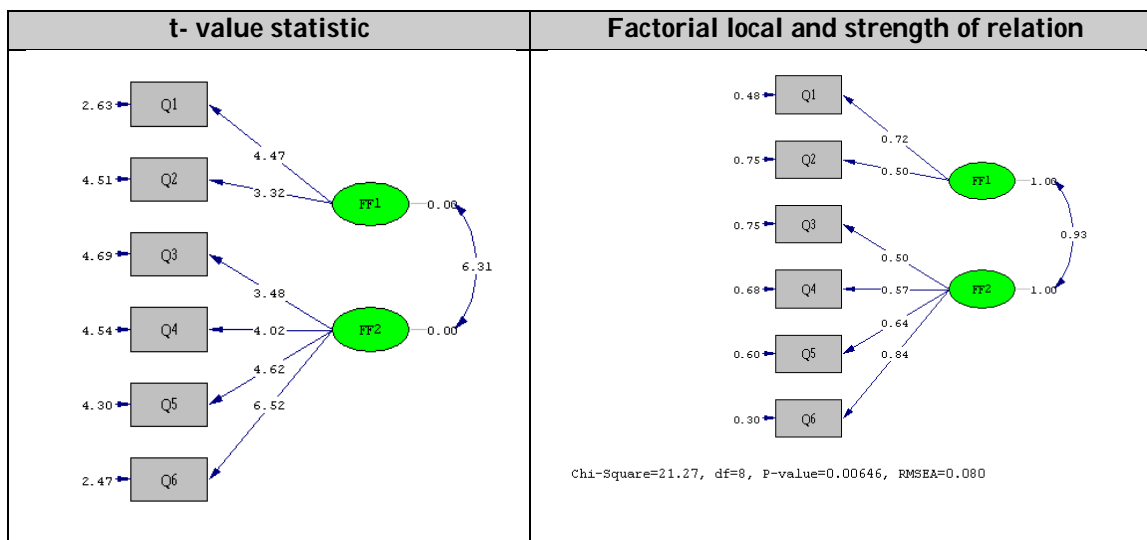 t- value statistic
Factorial local and strength of relation
2.63 Q1
4.47
4.51 Q2
3.32
FF1 0.00
4.69 Q3
6.31
3.48
4.54 Q4
4.02
FF2 0.00
4.62
4.30 Q5
6.52
2.47 Q6
0.48 Q1
0.72
0.75 Q2
0.50
FF1 1.00
0.75 Q3
0.93
0.50
0.68 Q4
0.57
FF2 1.00
0.64
0.60 Q5
0.84
0.30 Q6
Chi-Square=21.27, df=8, P-value=0.00646, RMSEA=0.080